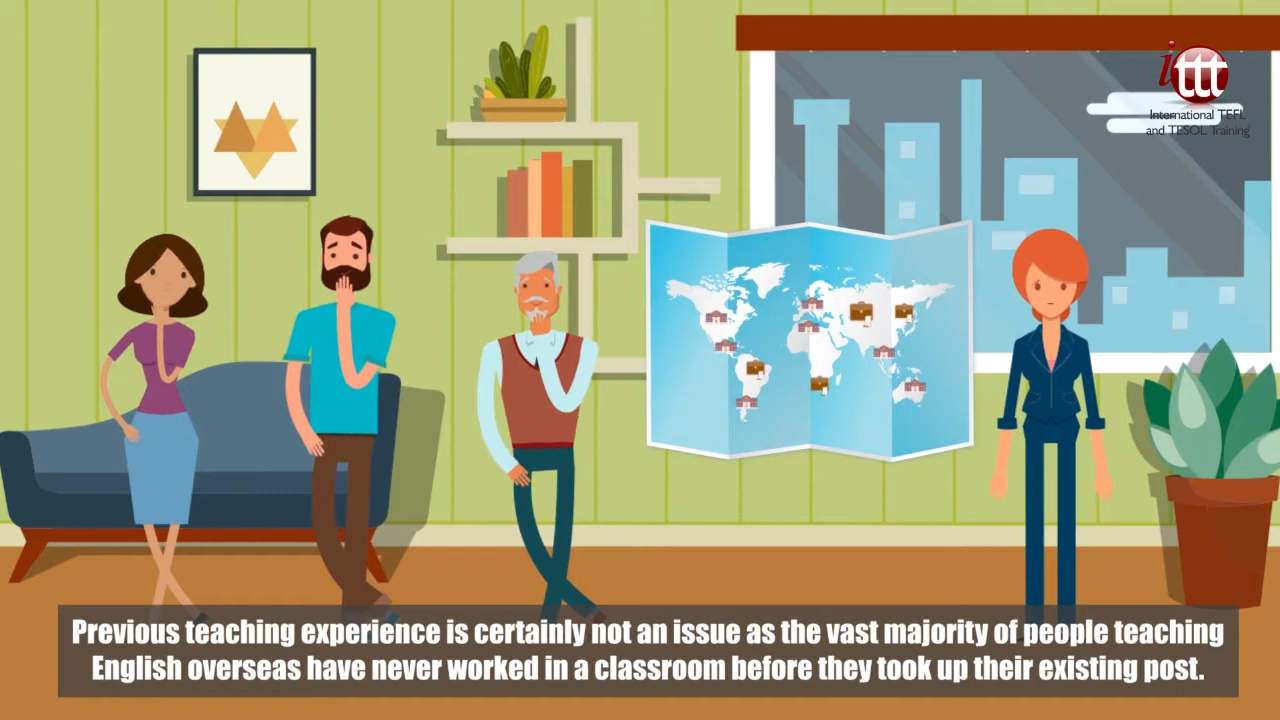 ittt
International TEFL
and TESOL Training
Previous teaching experience is certainly not an issue as the vast majority of people teaching
English overseas have never worked in a classroom before they took up their existing post.